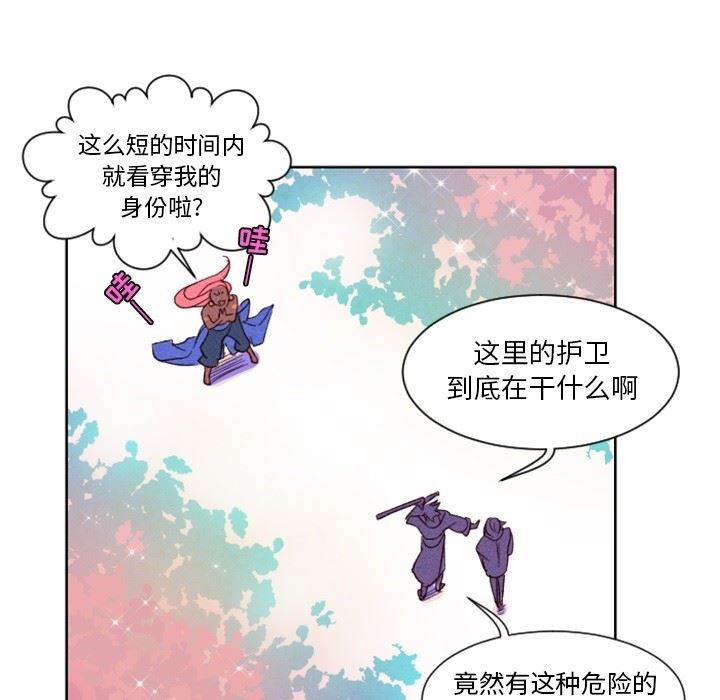 这么短的时间内
就看穿我的
身份啦?
哇——
哇——
这里的护卫
到底在干什么啊
竟然有这种危险的